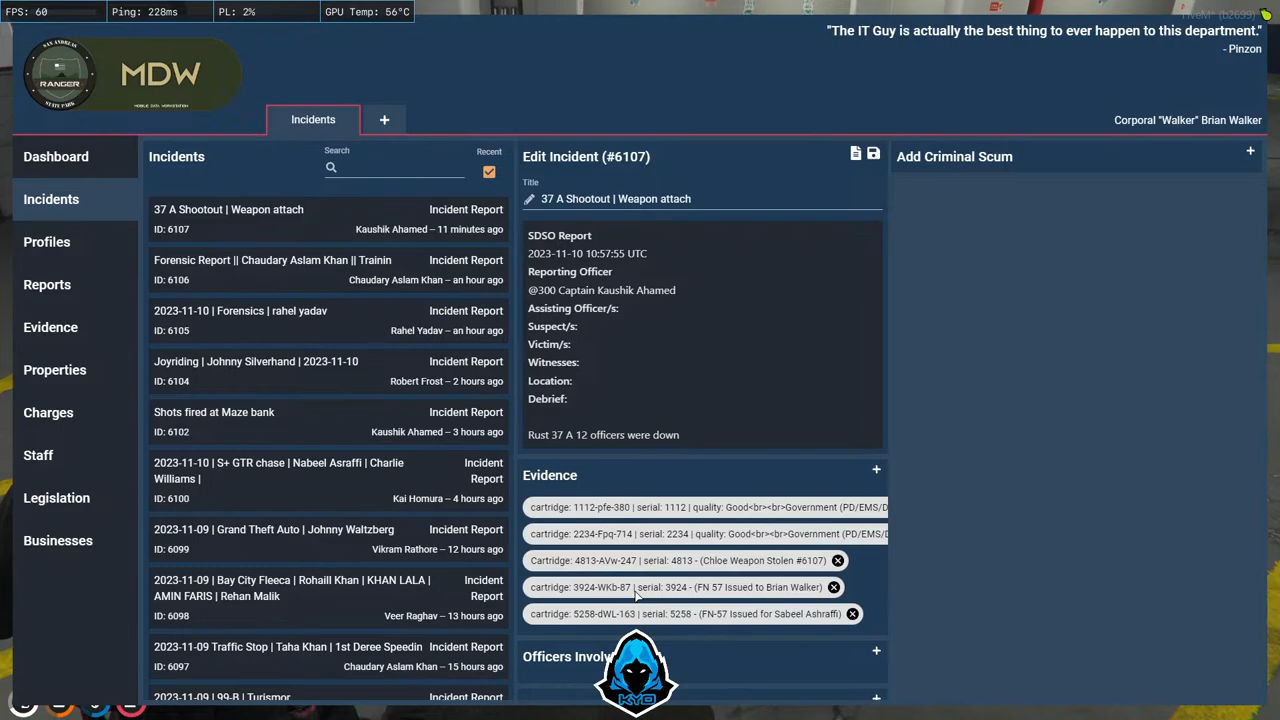 FPS: 60
Ping: 228ms
PL: 2%
GPU Temp: 56°C
FiveM* (b2699)
"The IT Guy is actually the best thing to ever happen to this department."
- Pinzon
SAN ANDREAS
RANGER
STATE PARK
MDW
MOBILE DATA WORKSTATION
Incidents
+
Corporal "Walker" Brian Walker
Dashboard
Incidents
Profiles
Reports
Evidence
Properties
Charges
Staff
Legislation
Businesses
Incidents
Search
Recent
37 A Shootout | Weapon attach
Incident Report
ID: 6107
Kaushik Ahamed – 11 minutes ago
Forensic Report || Chaudary Aslam Khan || Trainin
Incident Report
ID: 6106
Chaudary Aslam Khan – an hour ago
2023-11-10 | Forensics | rahel yadav
Incident Report
ID: 6105
Rahel Yadav – an hour ago
Joyriding | Johnny Silverhand | 2023-11-10
Incident Report
ID: 6104
Robert Frost – 2 hours ago
Shots fired at Maze bank
Incident Report
ID: 6102
Kaushik Ahamed – 3 hours ago
2023-11-10 | S+ GTR chase | Nabeel Asraffi | Charlie
Williams |
Incident
Report
ID: 6100
Kai Homura – 4 hours ago
2023-11-09 | Grand Theft Auto | Johnny Waltzberg
Incident Report
ID: 6099
Vikram Rathore – 12 hours ago
2023-11-09 | Bay City Fleeca | Rohaill Khan | KHAN LALA |
AMIN FARIS | Rehan Malik
Incident
Report
ID: 6098
Veer Raghav – 13 hours ago
2023-11-09 Traffic Stop | Taha Khan | 1st Deree Speedin
Incident Report
ID: 6097
Chaudary Aslam Khan – 15 hours ago
2023-11-09 | 99-B | Turismor
Incident Report
Edit Incident (#6107)
Title
37 A Shootout | Weapon attach
SDSO Report
2023-11-10 10:57:55 UTC
Reporting Officer
@300 Captain Kaushik Ahamed
Assisting Officer/s:
Suspect/s:
Victim/s:
Witnesses:
Location:
Debrief:
Rust 37 A 12 officers were down
Evidence
+
cartridge: 1112-pfe-380 | serial: 1112 | quality: Good<br><br>Government (PD/EMS/D
cartridge: 2234-Fpq-714 | serial: 2234 | quality: Good<br><br>Government (PD/EMS/D
Cartridge: 4813-AVw-247 | serial: 4813 - (Chloe Weapon Stolen #6107)
cartridge: 3924-WKb-87 | serial: 3924 - (FN 57 Issued to Brian Walker)
cartridge: 5258-dWL-163 | serial: 5258 - (FN-57 Issued for Sabeel Ashraffi)
Officers Involv
+
+
KYO
Add Criminal Scum
+